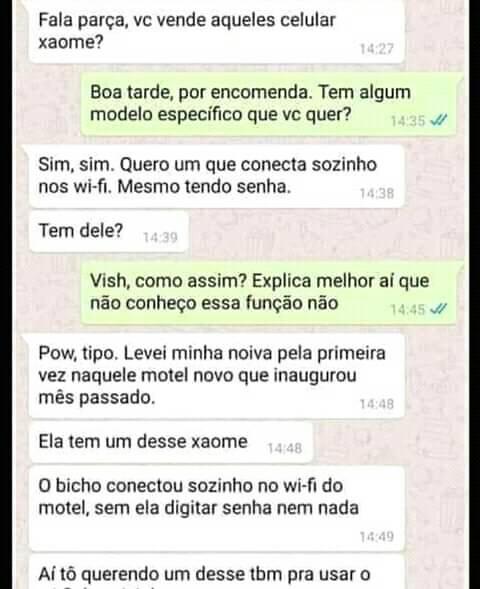 Fala parça, vc vende aqueles celular
xaome?
14:27
Boa tarde, por encomenda. Tem algum
modelo específico que vc quer?
14:35
Sim, sim. Quero um que conecta sozinho
nos wi-fi. Mesmo tendo senha.
14:38
Tem dele? 14:39
Vish, como assim? Explica melhor aí que
não conheço essa função não
14:45
Pow, tipo. Levei minha noiva pela primeira
vez naquele motel novo que inaugurou
mês passado.
14:48
Ela tem um desse xaome 14:48
O bicho conectou sozinho no wi-fi do
motel, sem ela digitar senha nem nada
14:49
Aí tô querendo um desse tbm pra usar o